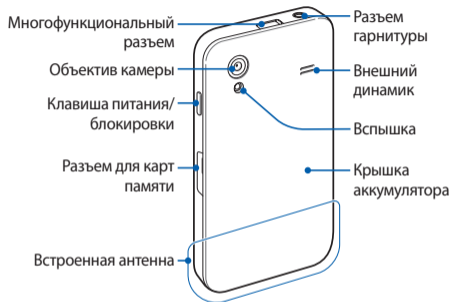 Многофункциональный
разъем
Объектив камеры
Клавиша питания/
блокировки
Разъем для карт
памяти
Встроенная антенна
Разъем
гарнитуры
Внешний
динамик
Вспышка
Крышка
аккумулятора